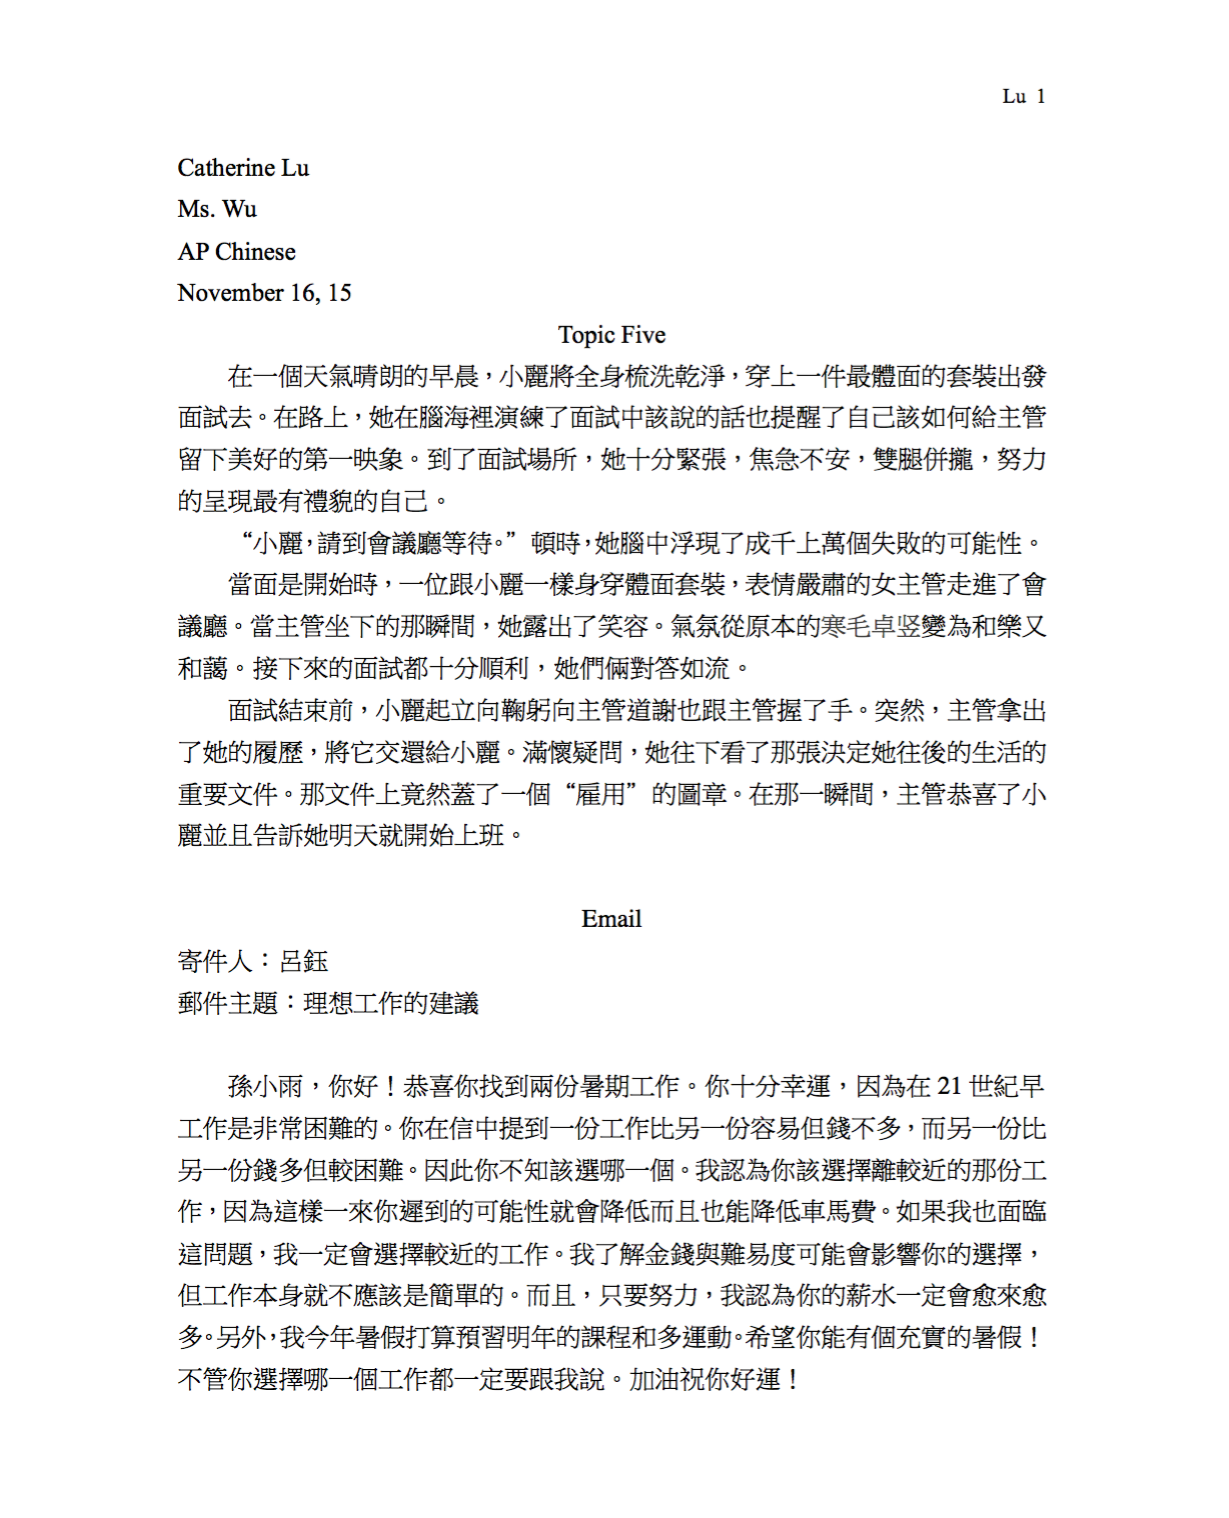 Lu 1
Catherine Lu
Ms. Wu
AP Chinese
November 16, 15
Topic Five
在一個天氣晴朗的早晨，小麗將全身梳洗乾淨，穿上一件最體面的套裝出發
面試去。在路上，她在腦海裡演練了面試中該說的話也提醒了自己該如何給主管
留下美好的第一映象。到了面試場所，她十分緊張，焦急不安，雙腿併攏，努力
的呈現最有禮貌的自己。
“小麗，請到會議廳等待。”頓時，她腦中浮現了成千上萬個失敗的可能性。
當面是開始時，一位跟小麗一樣身穿體面套裝，表情嚴肅的女主管走進了會
議廳。當主管坐下的那瞬間，她露出了笑容。氣氛從原本的寒毛卓竖變為和樂又
和藹。接下來的面試都十分順利，她們倆對答如流。
面試結束前，小麗起立向鞠躬向主管道謝也跟主管握了手。突然，主管拿出
了她的履歷，將它交還給小麗。滿懷疑問，她往下看了那張決定她往後的生活的
重要文件。那文件上竟然蓋了一個“雇用”的圖章。在那一瞬間，主管恭喜了小
麗並且告訴她明天就開始上班。
Email
寄件人：呂鈺
郵件主題：理想工作的建議
孫小雨，你好！恭喜你找到兩份暑期工作。你十分幸運，因為在 21 世紀早
工作是非常困難的。你在信中提到一份工作比另一份容易但錢不多，而另一份比
另一份錢多但較困難。因此你不知該選哪一個。我認為你該選擇離較近的那份工
作，因為這樣一來你遲到的可能性就會降低而且也能降低車馬費。如果我也面臨
這問題，我一定會選擇較近的工作。我了解金錢與難易度可能會影響你的選擇，
但工作本身就不應該是簡單的。而且，只要努力，我認為你的薪水一定會愈來愈
多。另外，我今年暑假打算預習明年的課程和多運動。希望你能有個充實的暑假！
不管你選擇哪一個工作都一定要跟我說。加油祝你好運！